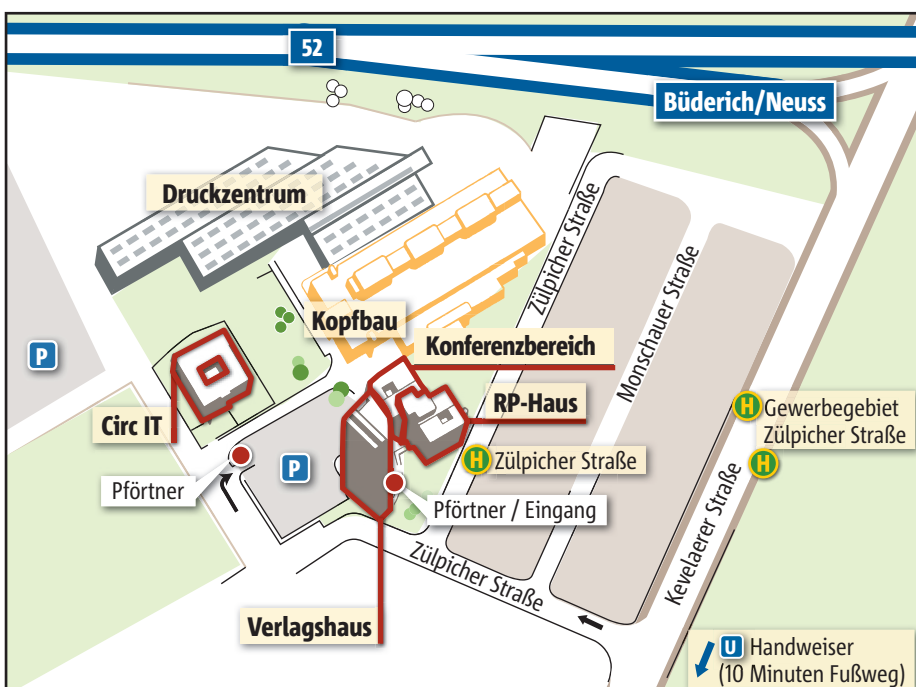 52
Büderich/Neuss
Druckzentrum
Zülpicher Straße
Monschauer Straße
Kopfbau
Konferenzbereich
P
RP-Haus
H Gewerbegebiet
Zülpicher Straße
H
Circ IT
H Zülpicher Straße
P
Pförtner
Pförtner / Eingang
Kevelaerer Straße
Zülpicher Straße
Verlagshaus
U Handweiser
(10 Minuten Fußweg)